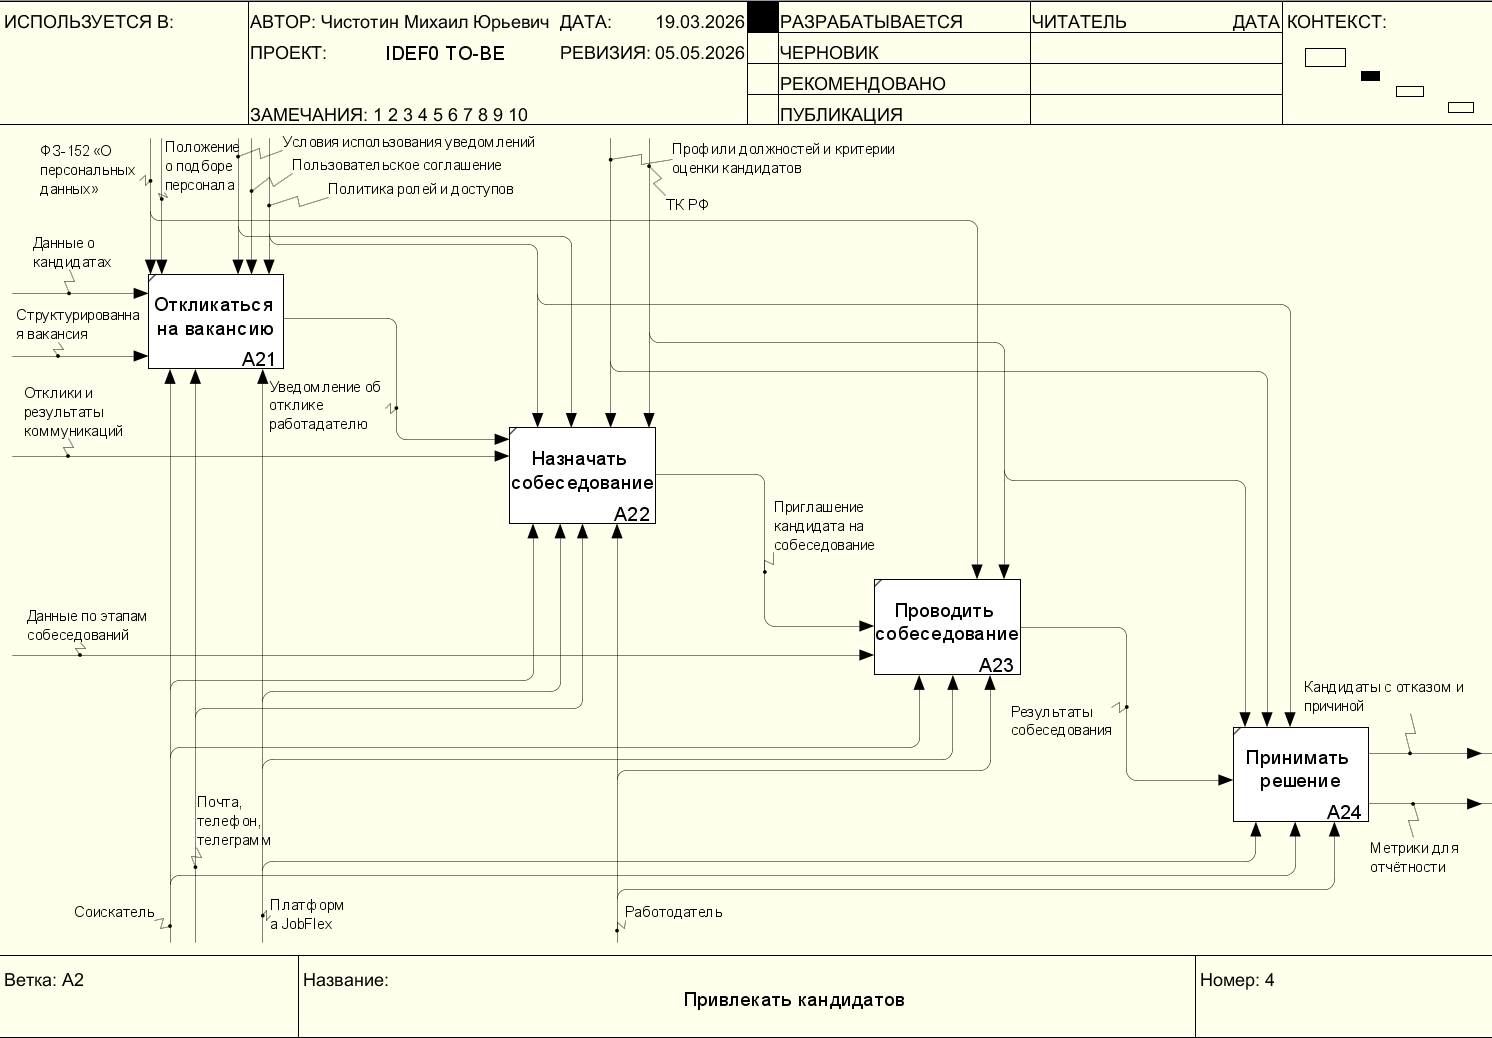 ИСПОЛЬЗУЕТСЯ В:
АВТОР: Чистотин Михаил Юрьевич
ДАТА: 19.03.2026
ПРОЕКТ: IDEF0 TO-BE
РЕВИЗИЯ: 05.05.2026
ЗАМЕЧАНИЯ: 1 2 3 4 5 6 7 8 9 10
РАЗРАБАТЫВАЕТСЯ
ЧЕРНОВИК
РЕКОМЕНДОВАНО
ПУБЛИКАЦИЯ
ЧИТАТЕЛЬ
ДАТА
КОНТЕКСТ:
ФЗ-152 «О
персональных
данных»
Положение
о подборе
персонала
Условия использования уведомлений
Пользовательское соглашение
Политика ролей и доступов
Профили должностей и критерии
оценки кандидатов
ТК РФ
Данные о
кандидатах
Структурированна
я вакансия
Откликаться
на вакансию
A21
Отклики и
результаты
коммуникаций
Уведомление об
отклике
работадателю
Назначать
собеседование
A22
Приглашение
кандидата на
собеседование
Данные по этапам
собеседований
Проводить
собеседование
A23
Результаты
собеседования
Кандидаты с отказом и
причиной
Принимать
решение
A24
Метрики для
отчётности
Почта,
телефон,
телеграмм
Соискатель
Платформ
а JobFlex
Работодатель
Ветка: A2
Название:
Привлекать кандидатов
Номер: 4